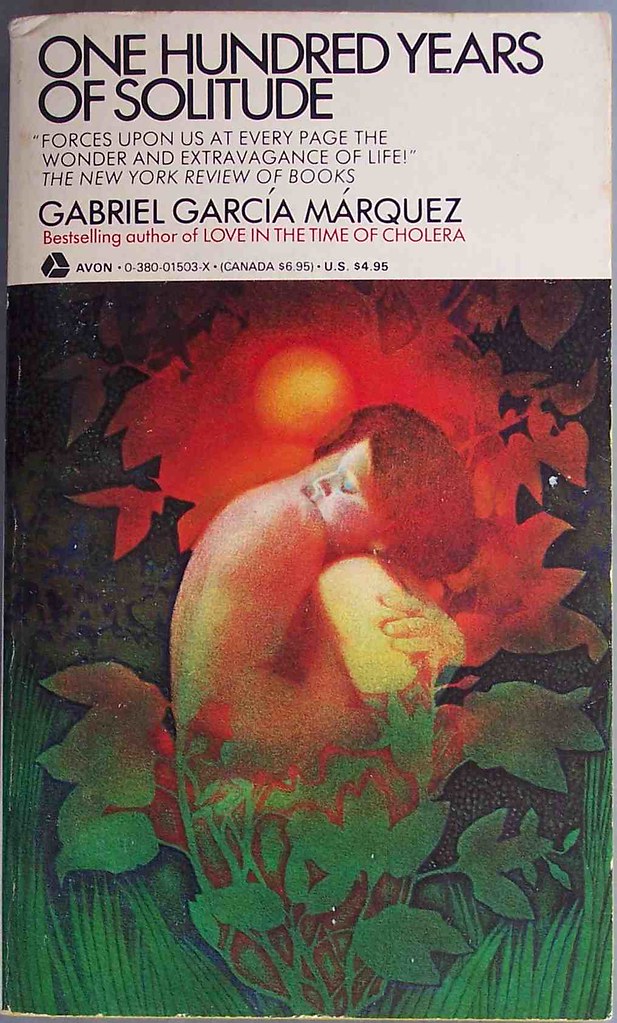 ONE HUNDRED YEARS
OF SOLITUDE
"FORCES UPON US AT EVERY PAGE THE
WONDER AND EXTRAVAGANCE OF LIFE!"
THE NEW YORK REVIEW OF BOOKS
GABRIEL GARCÍA MÁRQUEZ
Bestselling author of LOVE IN THE TIME OF CHOLERA
AVON • 0-380-01503-X • (CANADA $6.95) • U.S. $4.95